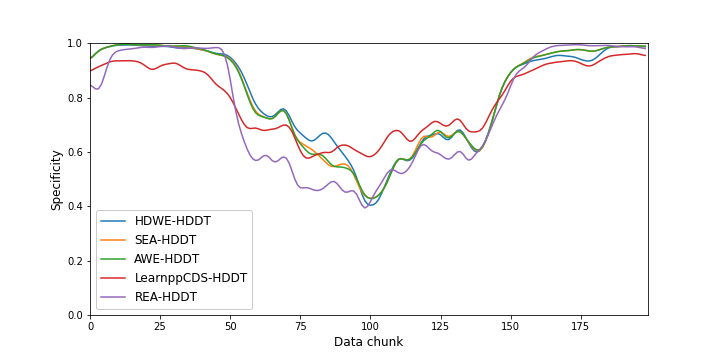 1.0
0.8
0.6
0.4
0.2
0.0
Specificity
HDWE-HDDT
SEA-HDDT
AWE-HDDT
LearnppCDS-HDDT
REA-HDDT
0 25 50 75 100 125 150 175
Data chunk